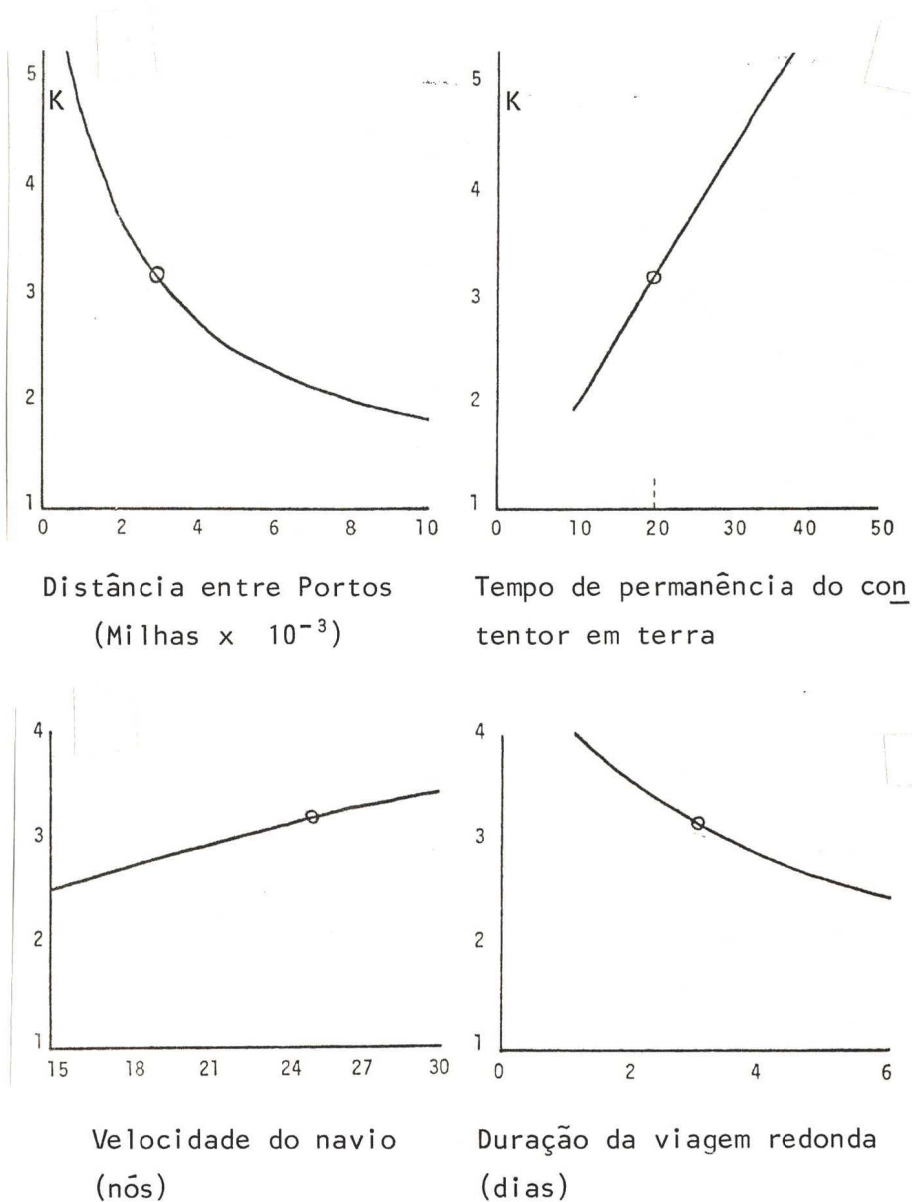 5
K
4
3
2
1
0 2 4 6 8 10
Distância entre Portos
(Milhas x 10⁻³)
5
K
4
3
2
1
0 10 20 30 40 50
Tempo de permanência do con
tentor em terra
4
3
2
1
15 18 21 24 27 30
Velocidade do navio
(nós)
4
3
2
1
0 2 4 6
Duração da viagem redonda
(dias)